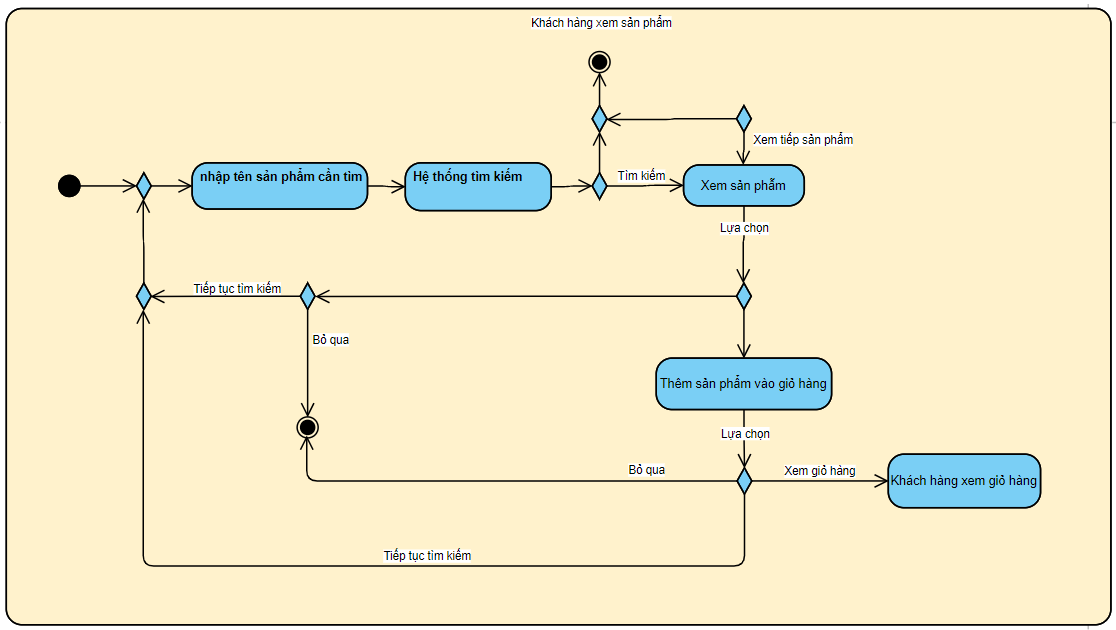 Khách hàng xem sản phẩm
Xem tiếp sản phẩm
nhập tên sản phẩm cần tìm
Hệ thống tìm kiếm
Tìm kiếm
Xem sản phẩm
Lựa chọn
Tiếp tục tìm kiếm
Bỏ qua
Thêm sản phẩm vào giỏ hàng
Lựa chọn
Bỏ qua
Xem giỏ hàng
Khách hàng xem giỏ hàng
Tiếp tục tìm kiếm